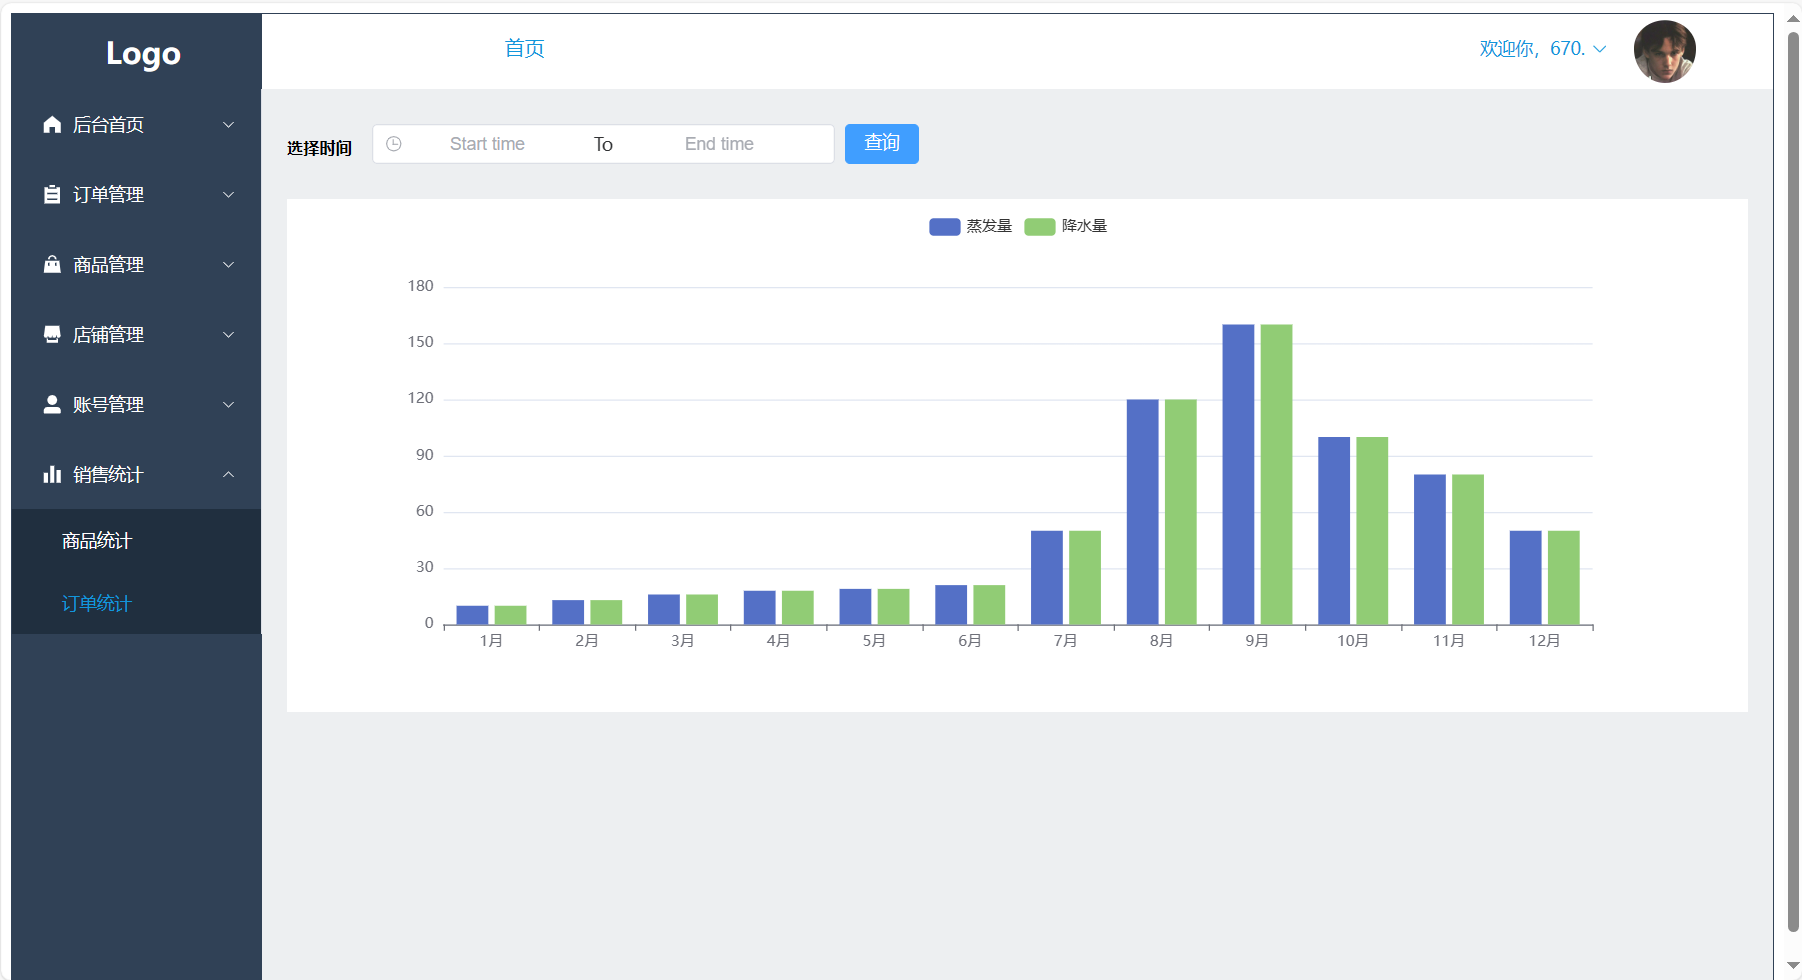 Logo
首页
欢迎你，670.
后台首页
订单管理
商品管理
店铺管理
账号管理
销售统计
商品统计
订单统计
选择时间
Start time To End time
查询
蒸发量 降水量
180
150
120
90
60
30
0
1月 2月 3月 4月 5月 6月 7月 8月 9月 10月 11月 12月